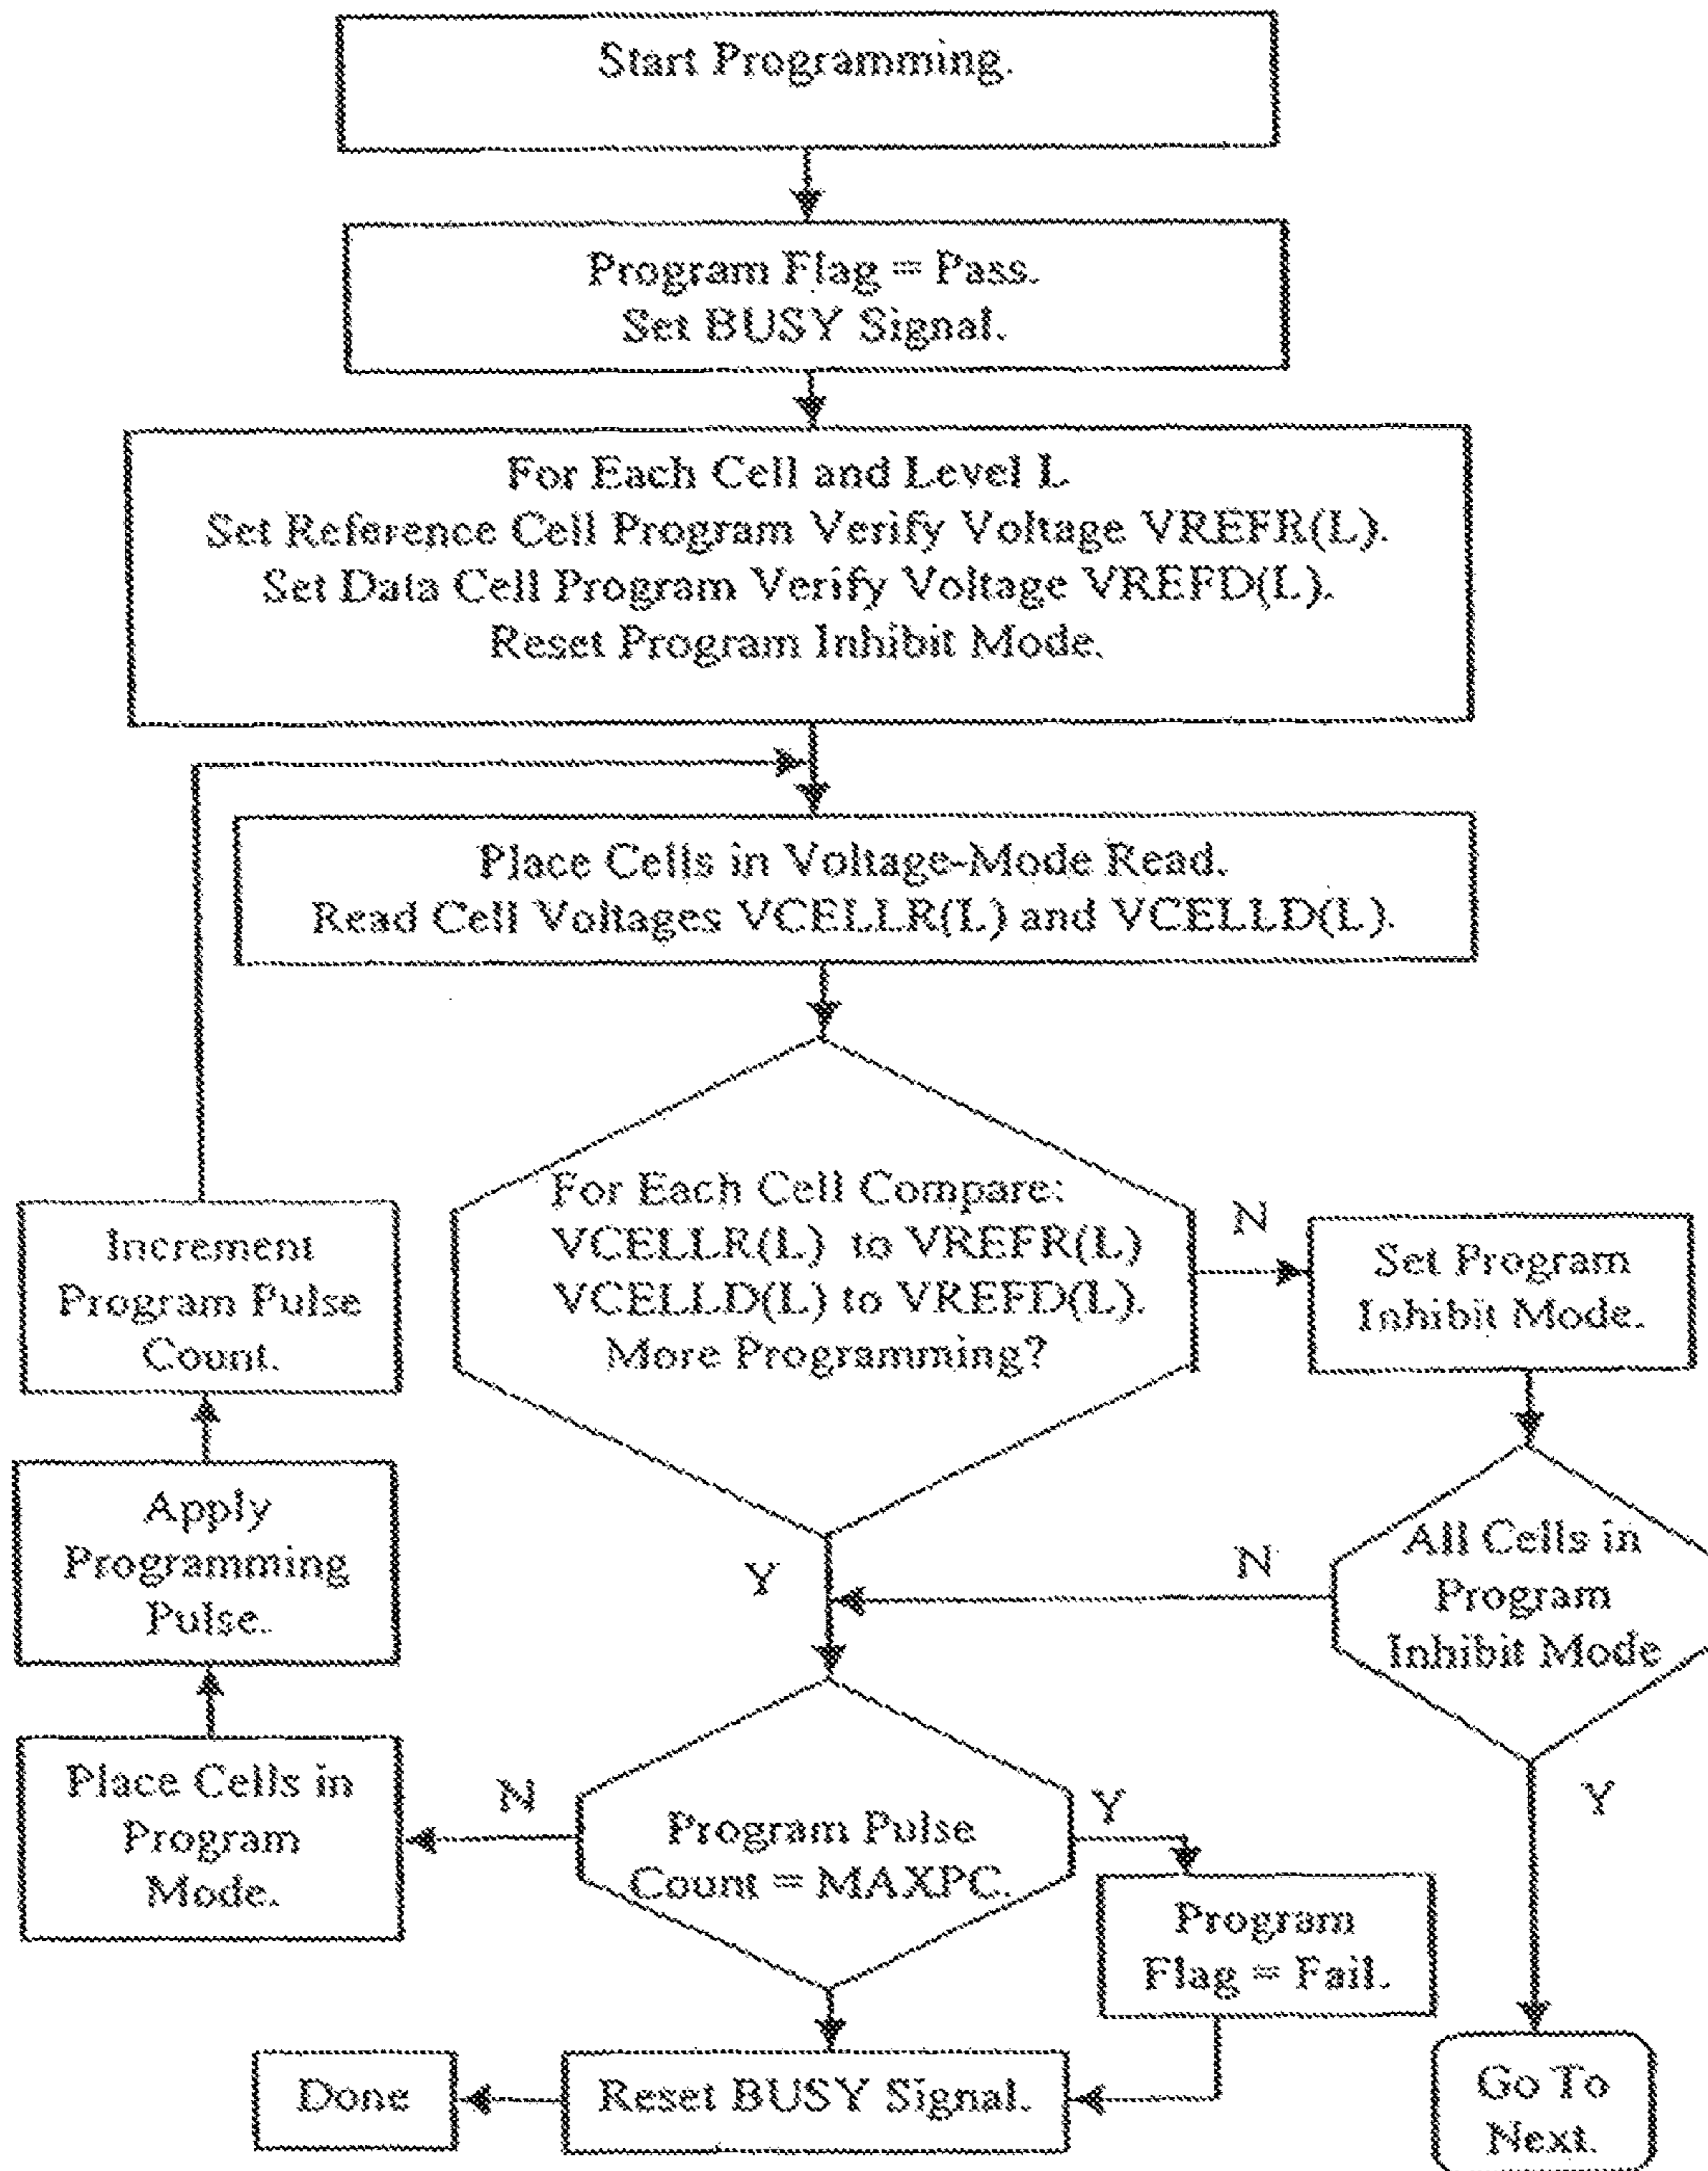 Start Programming.
Program Flag = Pass.
Set BUSY Signal.
For Each Cell and Level L
Set Reference Cell Program Verify Voltage VREFR(L).
Set Data Cell Program Verify Voltage VREFD(L).
Reset Program Inhibit Mode.
Place Cells in Voltage-Mode Read.
Read Cell Voltages VCELLR(L) and VCELLD(L).
For Each Cell Compare:
VCELLR(L) to VREFR(L)
VCELLD(L) to VREFD(L).
More Programming?
N
Set Program
Inhibit Mode.
Increment
Program Pulse
Count.
Apply
Programming
Pulse.
Y
N
All Cells in
Program
Inhibit Mode
Y
Place Cells in
Program
Mode.
N
Program Pulse
Count = MAXPC.
Y
Program
Flag = Fail.
Done
Reset BUSY Signal.
Go To
Next.